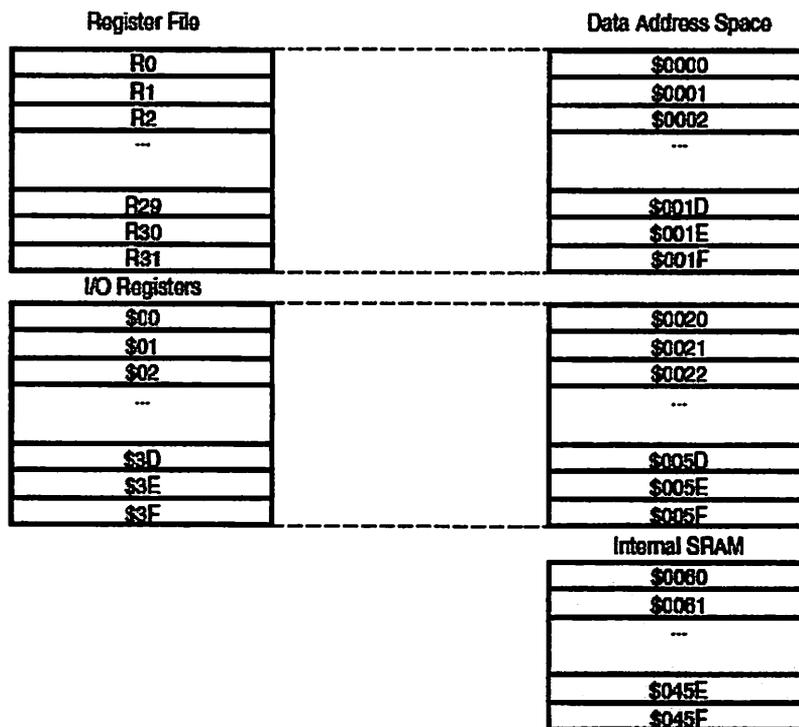 Register File Data Address Space
R0 $0000
R1 $0001
R2 $0002
... ...
R29 $001D
R30 $001E
R31 $001F
I/O Registers
$00 $0020
$01 $0021
$02 $0022
... ...
$3D $005D
$3E $005E
$3F $005F
Internal SRAM
$0060
$0061
...
$045E
$045F